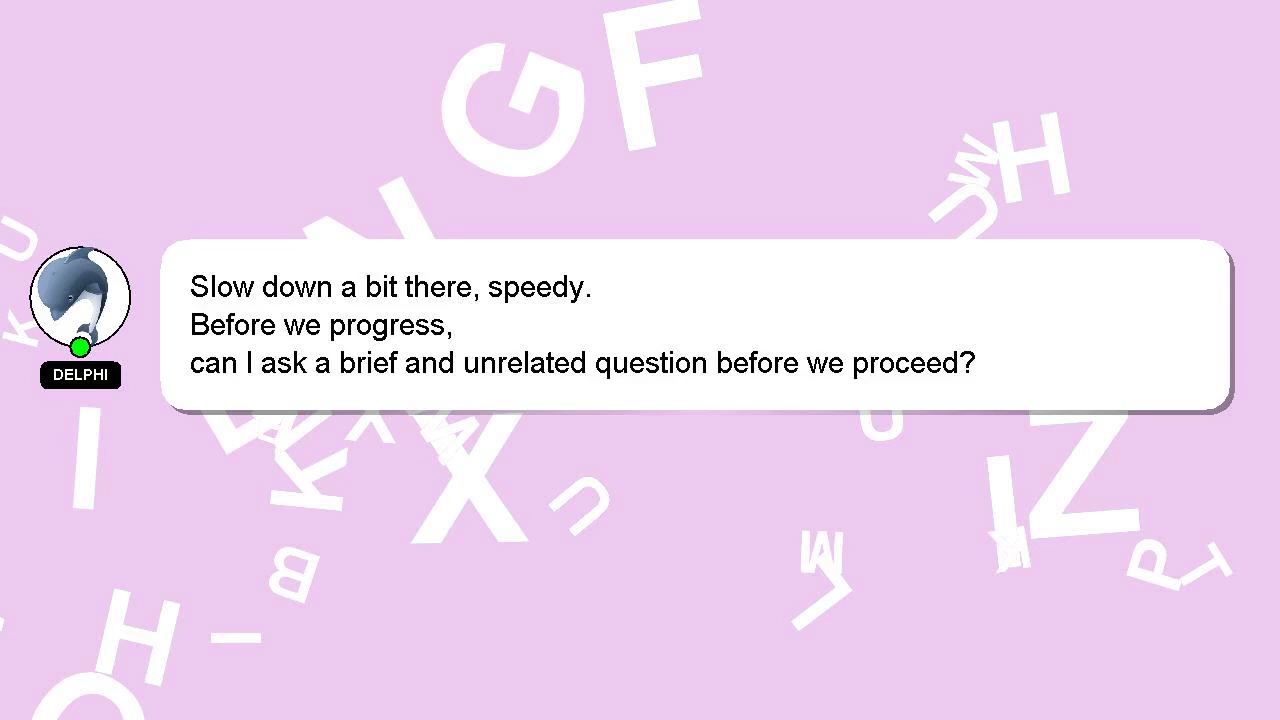 Slow down a bit there, speedy.
Before we progress,
can I ask a brief and unrelated question before we proceed?
DELPHI